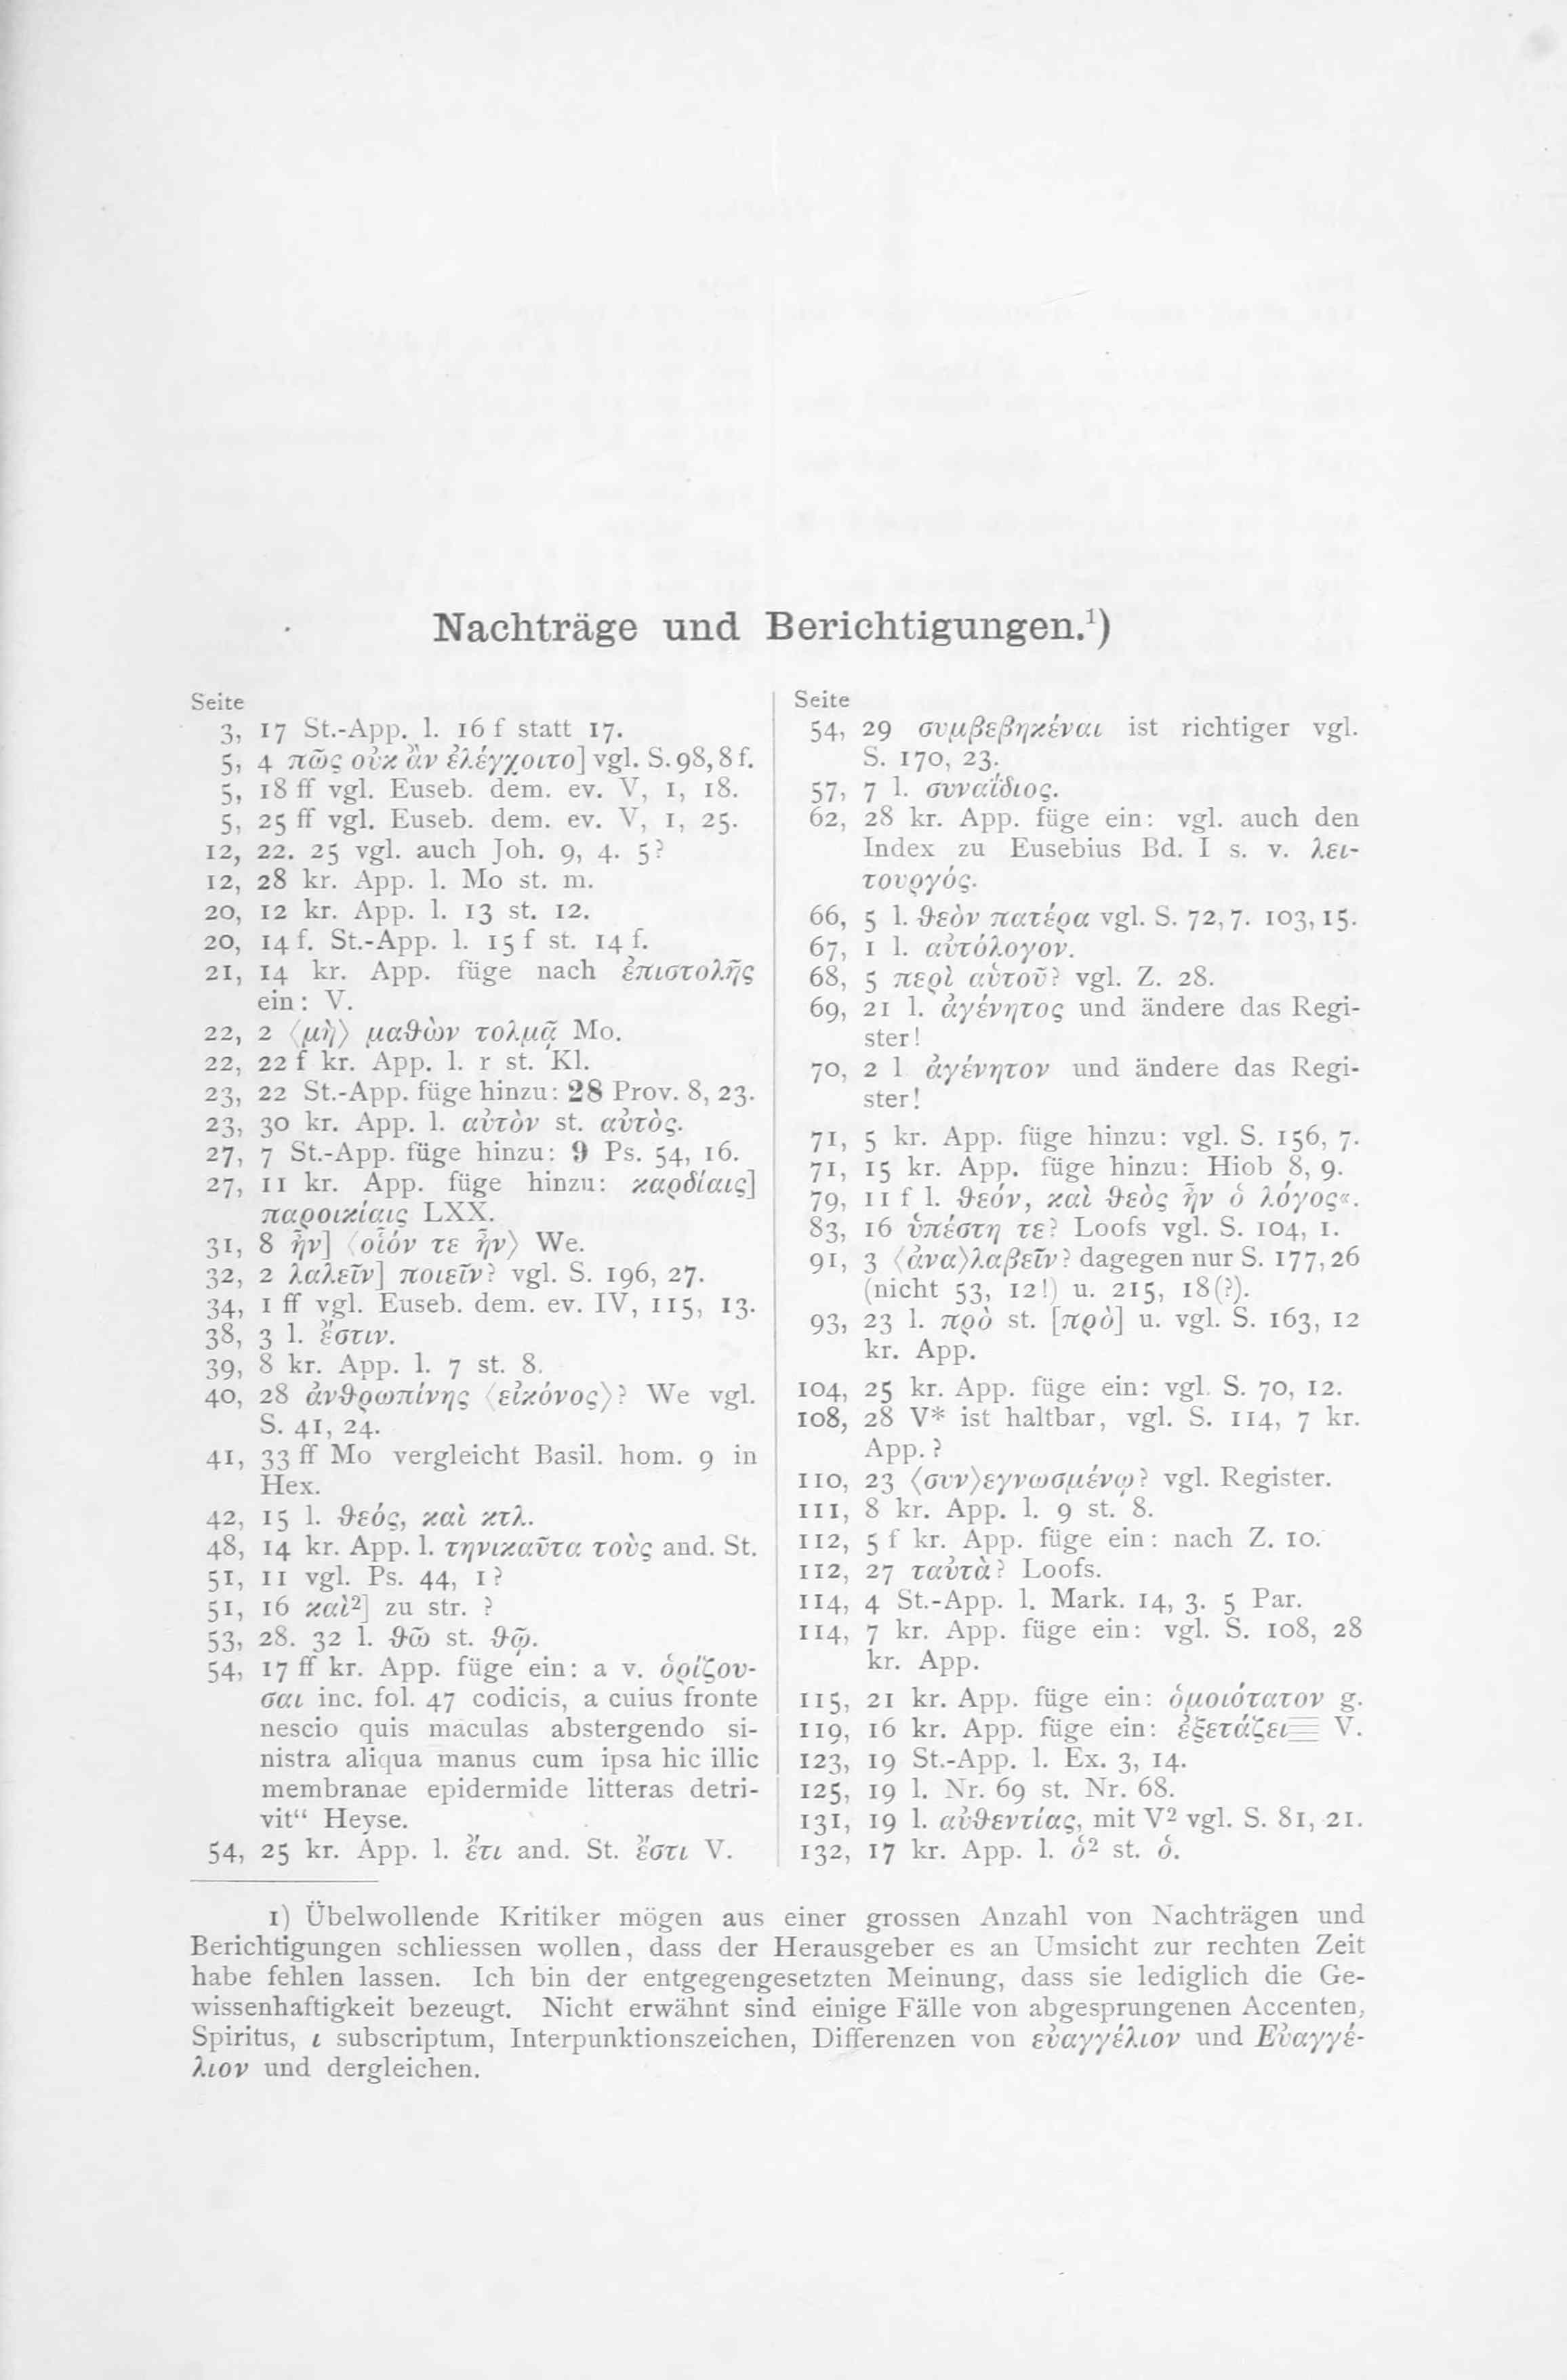 Nachträge und Berichtigungen.¹)
Seite
3, 17 St.-App. l. 16 f statt 17.
5, 4 πῶς οὐκ ἂν ἐλέγχοιτο] vgl. S. 98, 8 f.
5, 18 ff vgl. Euseb. dem. ev. V, 1, 18.
5, 25 ff vgl. Euseb. dem. ev. V, 1, 25.
12, 22. 25 vgl. auch Joh. 9, 4. 5?
12, 28 kr. App. l. Mo st. m.
20, 12 kr. App. l. 13 st. 12.
20, 14 f. St.-App. l. 15 f st. 14 f.
21, 14 kr. App. füge nach ἐπιστολῆς
ein: V.
22, 2 ⟨μὴ⟩ μαθὼν τολμᾷ Mo.
22, 22 f kr. App. l. r st. Kl.
23, 22 St.-App. füge hinzu: 28 Prov. 8, 23.
23, 30 kr. App. l. αὐτὸν st. αὐτὸς.
27, 7 St.-App. füge hinzu: 9 Ps. 54, 16.
27, 11 kr. App. füge hinzu: καρδίαις]
παροικίαις LXX.
31, 8 ἦν] ⟨οἷόν τε ἦν⟩ We.
32, 2 λαλεῖν] ποιεῖν? vgl. S. 196, 27.
34, 1 ff vgl. Euseb. dem. ev. IV, 115, 13.
38, 3 l. ἔστιν.
39, 8 kr. App. l. 7 st. 8.
40, 28 ἀνθρωπίνης ⟨εἰκόνος⟩? We vgl.
S. 41, 24.
41, 33 ff Mo vergleicht Basil. hom. 9 in
Hex.
42, 15 l. θεός, καὶ κτλ.
48, 14 kr. App. l. τηνικαῦτα τοὺς and. St.
51, 11 vgl. Ps. 44, 1?
51, 16 καὶ²] zu str. ?
53, 28. 32 l. θῶ st. θῷ.
54, 17 ff kr. App. füge ein: a v. ὁρίζου-
σαι inc. fol. 47 codicis, a cuius fronte
nescio quis maculas abstergendo si-
nistra aliqua manus cum ipsa hic illic
membranae epidermide litteras detri-
vit“ Heyse.
54, 25 kr. App. l. ἔτι and. St. ἔστι V.
Seite
54, 29 συμβεβηκέναι ist richtiger vgl.
S. 170, 23.
57, 7 l. συναΐδιος.
62, 28 kr. App. füge ein: vgl. auch den
Index zu Eusebius Bd. I s. v. λει-
τουργός.
66, 5 l. θεὸν πατέρα vgl. S. 72, 7. 103, 15.
67, 1 l. αὐτόλογον.
68, 5 περὶ αὑτοῦ? vgl. Z. 28.
69, 21 l. ἀγένητος und ändere das Regi-
ster!
70, 2 l ἀγένητον und ändere das Regi-
ster!
71, 5 kr. App. füge hinzu: vgl. S. 156, 7.
71, 15 kr. App. füge hinzu: Hiob 8, 9.
79, 11 f l. θεόν, καὶ θεὸς ἦν ὁ λόγος«.
83, 16 ὑπέστη τε? Loofs vgl. S. 104, 1.
91, 3 ⟨ἀνα⟩λαβεῖν? dagegen nur S. 177, 26
(nicht 53, 12!) u. 215, 18(?).
93, 23 l. πρὸ st. [πρὸ] u. vgl. S. 163, 12
kr. App.
104, 25 kr. App. füge ein: vgl. S. 70, 12.
108, 28 V* ist haltbar, vgl. S. 114, 7 kr.
App. ?
110, 23 ⟨συν⟩εγνωσμένῳ? vgl. Register.
111, 8 kr. App. l. 9 st. 8.
112, 5 f kr. App. füge ein: nach Z. 10.
112, 27 ταὐτὰ? Loofs.
114, 4 St.-App. l. Mark. 14, 3. 5 Par.
114, 7 kr. App. füge ein: vgl. S. 108, 28
kr. App.
115, 21 kr. App. füge ein: ὁμοιότατον g.
119, 16 kr. App. füge ein: ἐξετάζει V.
123, 19 St.-App. l. Ex. 3, 14.
125, 19 l. Nr. 69 st. Nr. 68.
131, 19 l. αὐθεντίας, mit V² vgl. S. 81, 21.
132, 17 kr. App. l. ὁ² st. ὁ.
1) Übelwollende Kritiker mögen aus einer grossen Anzahl von Nachträgen und
Berichtigungen schliessen wollen, dass der Herausgeber es an Umsicht zur rechten Zeit
habe fehlen lassen. Ich bin der entgegengesetzten Meinung, dass sie lediglich die Ge-
wissenhaftigkeit bezeugt. Nicht erwähnt sind einige Fälle von abgesprungenen Accenten,
Spiritus, ι subscriptum, Interpunktionszeichen, Differenzen von εὐαγγέλιον und Εὐαγγέ-
λιον und dergleichen.